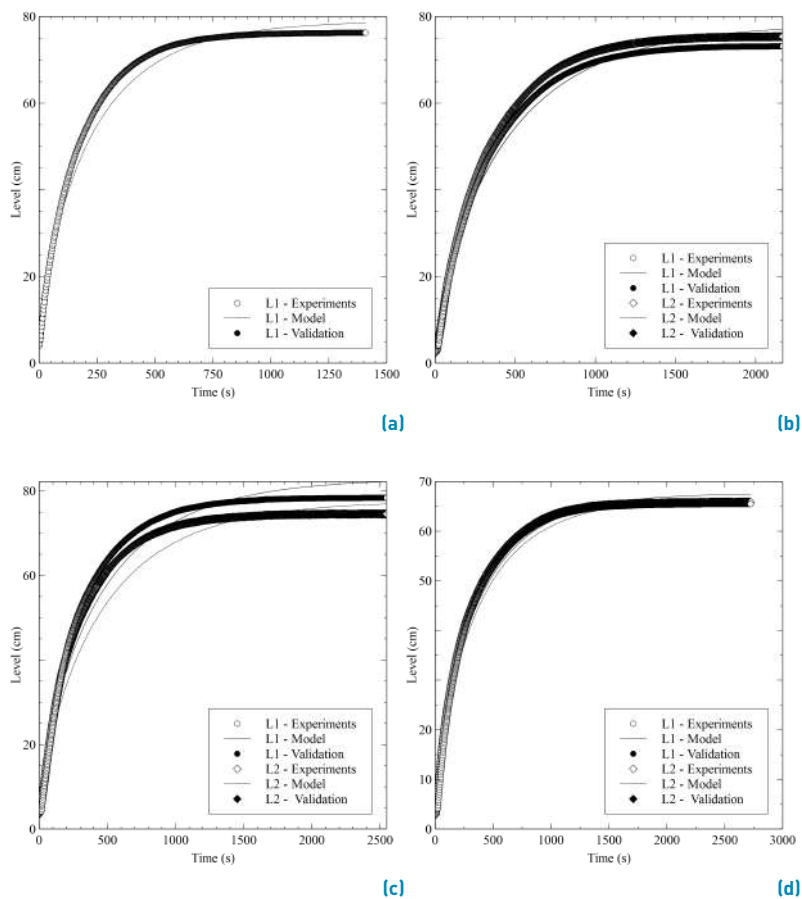 80
60
20
0
Level (cm)
L1 - Experiments
L1 - Model
L1 - Validation
0 250 500 750 1000 1250 1500
Time (s)
(a)
80
60
20
0
Level (cm)
L1 - Experiments
L1 - Model
L1 - Validation
L2 - Experiments
L2 - Model
L2 - Validation
0 500 1000 1500 2000
Time (s)
(b)
80
60
20
0
Level (cm)
L1 - Experiments
L1 - Model
L1 - Validation
L2 - Experiments
L2 - Model
L2 - Validation
0 500 1000 1500 2000 2500
Time (s)
(c)
70
60
50
20
10
0
Level (cm)
L1 - Experiments
L1 - Model
L1 - Validation
L2 - Experiments
L2 - Model
L2 - Validation
0 500 1000 1500 2000 2500 3000
Time (s)
(d)